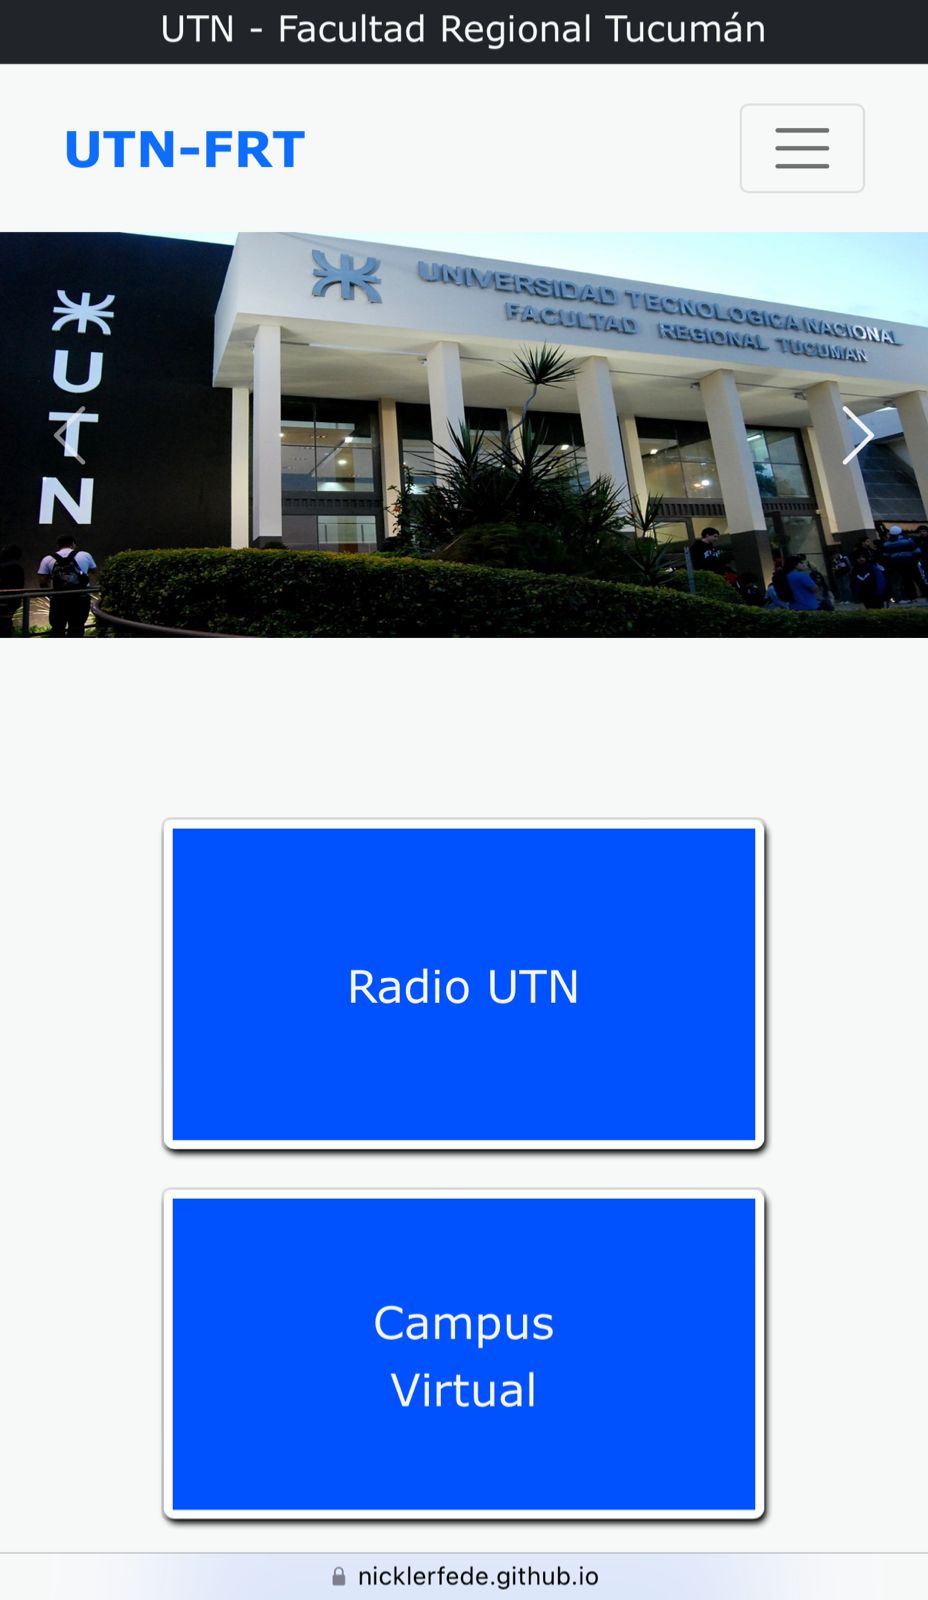 UTN - Facultad Regional Tucumán
UTN-FRT
UTN
UNIVERSIDAD TECNOLOGICA NACIONAL
FACULTAD REGIONAL TUCUMAN
Radio UTN
Campus
Virtual
nicklerfede.github.io